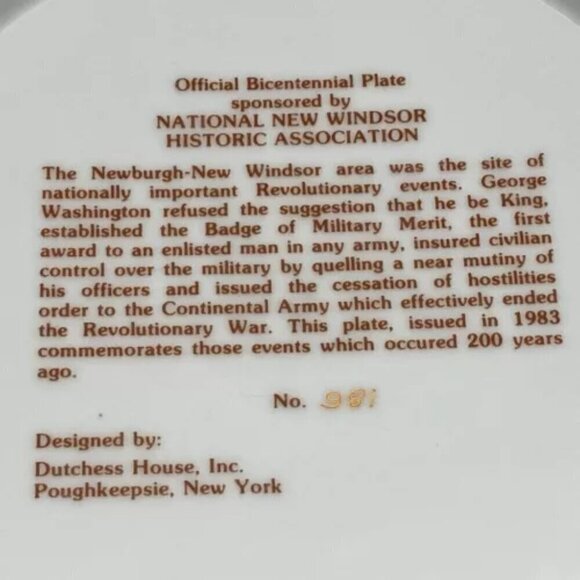 Official Bicentennial Plate
sponsored by
NATIONAL NEW WINDSOR
HISTORIC ASSOCIATION
The Newburgh-New Windsor area was the site of
nationally important Revolutionary events. George
Washington refused the suggestion that he be King,
established the Badge of Military Merit, the first
award to an enlisted man in any army, insured civilian
control over the military by quelling a near mutiny of
his officers and issued the cessation of hostilities
order to the Continental Army which effectively ended
the Revolutionary War. This plate, issued in 1983
commemorates those events which occured 200 years
ago.
No. 981
Designed by:
Dutchess House, Inc.
Poughkeepsie, New York